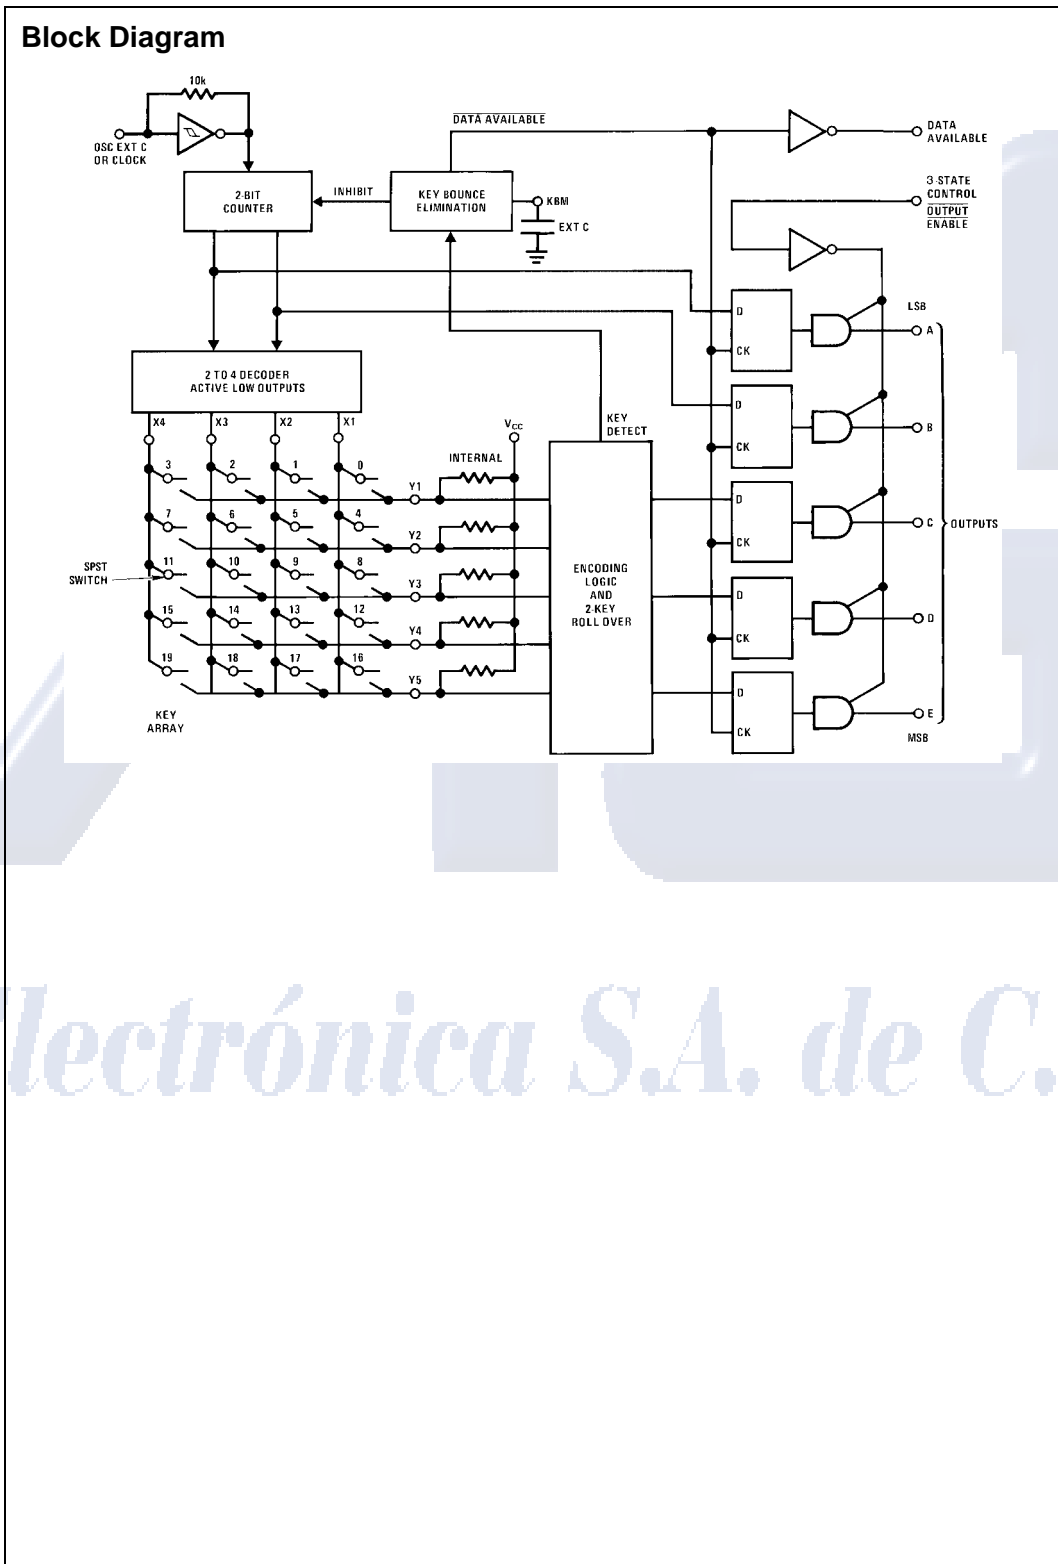 Block Diagram
10k
OSC EXT C
OR CLOCK
2-BIT
COUNTER
INHIBIT
DATA AVAILABLE
KEY BOUNCE
ELIMINATION
KBM
EXT C
DATA
AVAILABLE
3-STATE
CONTROL
OUTPUT
ENABLE
2 TO 4 DECODER
ACTIVE LOW OUTPUTS
X4 X3 X2 X1
VCC
INTERNAL
KEY
DETECT
3 2 1 0 Y1
7 6 5 4 Y2
SPST
SWITCH
11 10 9 8 Y3
15 14 13 12 Y4
19 18 17 16 Y5
KEY
ARRAY
ENCODING
LOGIC
AND
2-KEY
ROLL OVER
D
CK
D
CK
D
CK
D
CK
D
CK
LSB
A
B
C
D
E
MSB
OUTPUTS
lectrónica S.A. de C.